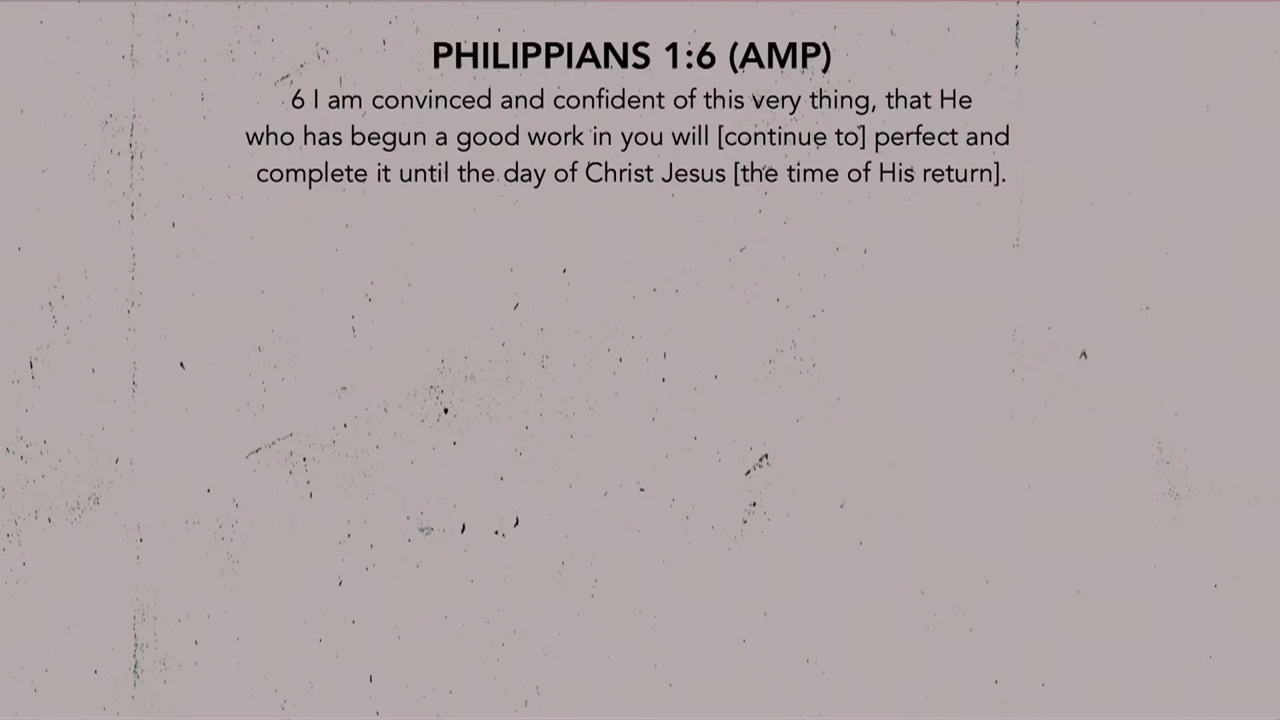 PHILIPPIANS 1:6 (AMP)
6 I am convinced and confident of this very thing, that He
who has begun a good work in you will [continue to] perfect and
complete it until the day of Christ Jesus [the time of His return].